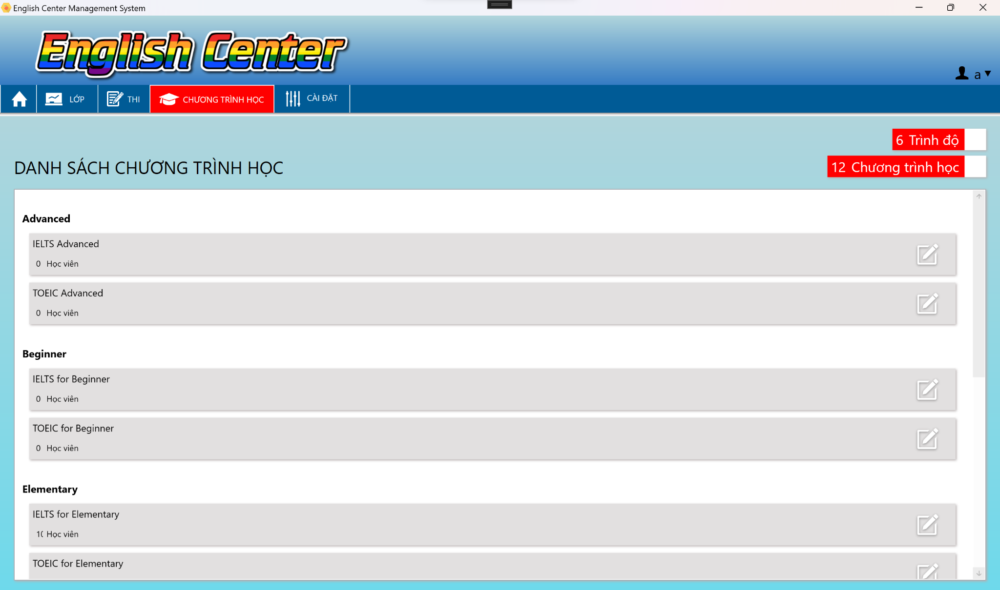 English Center Management System
English Center
a
LỚP
THI
CHƯƠNG TRÌNH HỌC
CÀI ĐẶT
6 Trình độ
12 Chương trình học
DANH SÁCH CHƯƠNG TRÌNH HỌC
Advanced
IELTS Advanced
0 Học viên
TOEIC Advanced
0 Học viên
Beginner
IELTS for Beginner
0 Học viên
TOEIC for Beginner
0 Học viên
Elementary
IELTS for Elementary
Học viên
TOEIC for Elementary